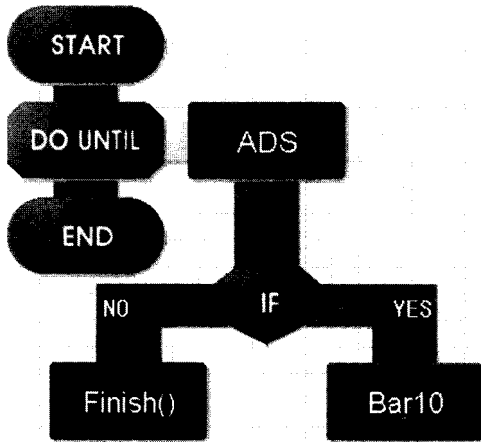 START
DO UNTIL
ADS
END
IF
NO
YES
Finish()
Bar10